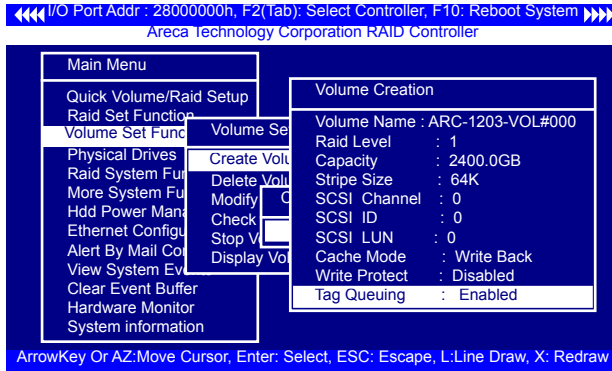 I/O Port Addr : 28000000h, F2(Tab): Select Controller, F10: Reboot System
Areca Technology Corporation RAID Controller
Main Menu
Quick Volume/Raid Setup
Raid Set Function
Volume Set Func
Physical Drives
Raid System Fun
More System Fu
Hdd Power Mana
Ethernet Configu
Alert By Mail Con
View System Events
Clear Event Buffer
Hardware Monitor
System information
Volume Se
Create Volu
Delete Volu
Modify
Check
Stop V
Display Vol
C
Volume Creation
Volume Name : ARC-1203-VOL#000
Raid Level : 1
Capacity : 2400.0GB
Stripe Size : 64K
SCSI Channel : 0
SCSI ID : 0
SCSI LUN : 0
Cache Mode : Write Back
Write Protect : Disabled
Tag Queuing : Enabled
ArrowKey Or AZ:Move Cursor, Enter: Select, ESC: Escape, L:Line Draw, X: Redraw